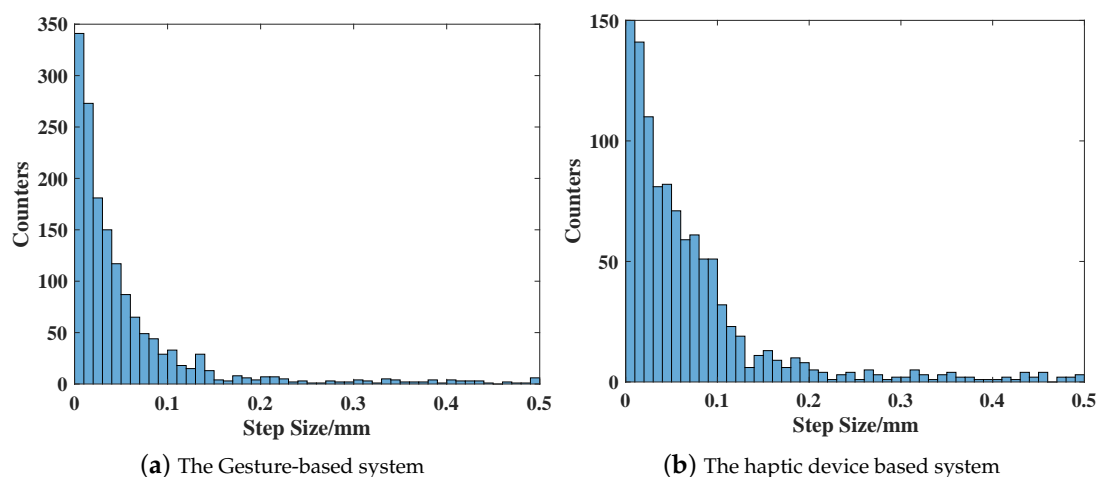 350
300
250
200
150
100
50
0
Counters
0 0.1 0.2 0.3 0.4 0.5
Step Size/mm
(a) The Gesture-based system
150
100
50
0
Counters
0 0.1 0.2 0.3 0.4 0.5
Step Size/mm
(b) The haptic device based system